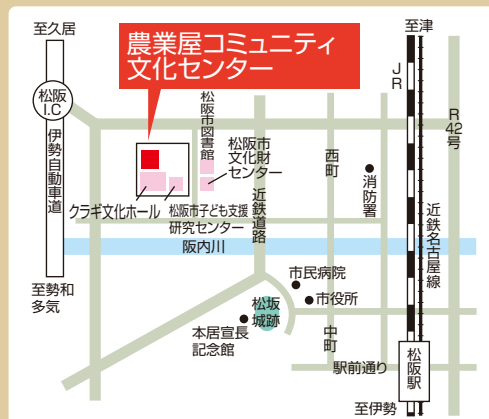 至久居
農業屋コミュニティ
文化センター
至津
JR
R42号
松阪
I.C
伊勢自動車道
松阪市図書館
松阪市
文化財
センター
西町
消防署
近鉄道路
近鉄名古屋線
クラギ文化ホール
松阪市子ども支援
研究センター
阪内川
至勢和
多気
市民病院
市役所
松坂
城跡
本居宣長
記念館
中町
駅前通り
松阪駅
至伊勢